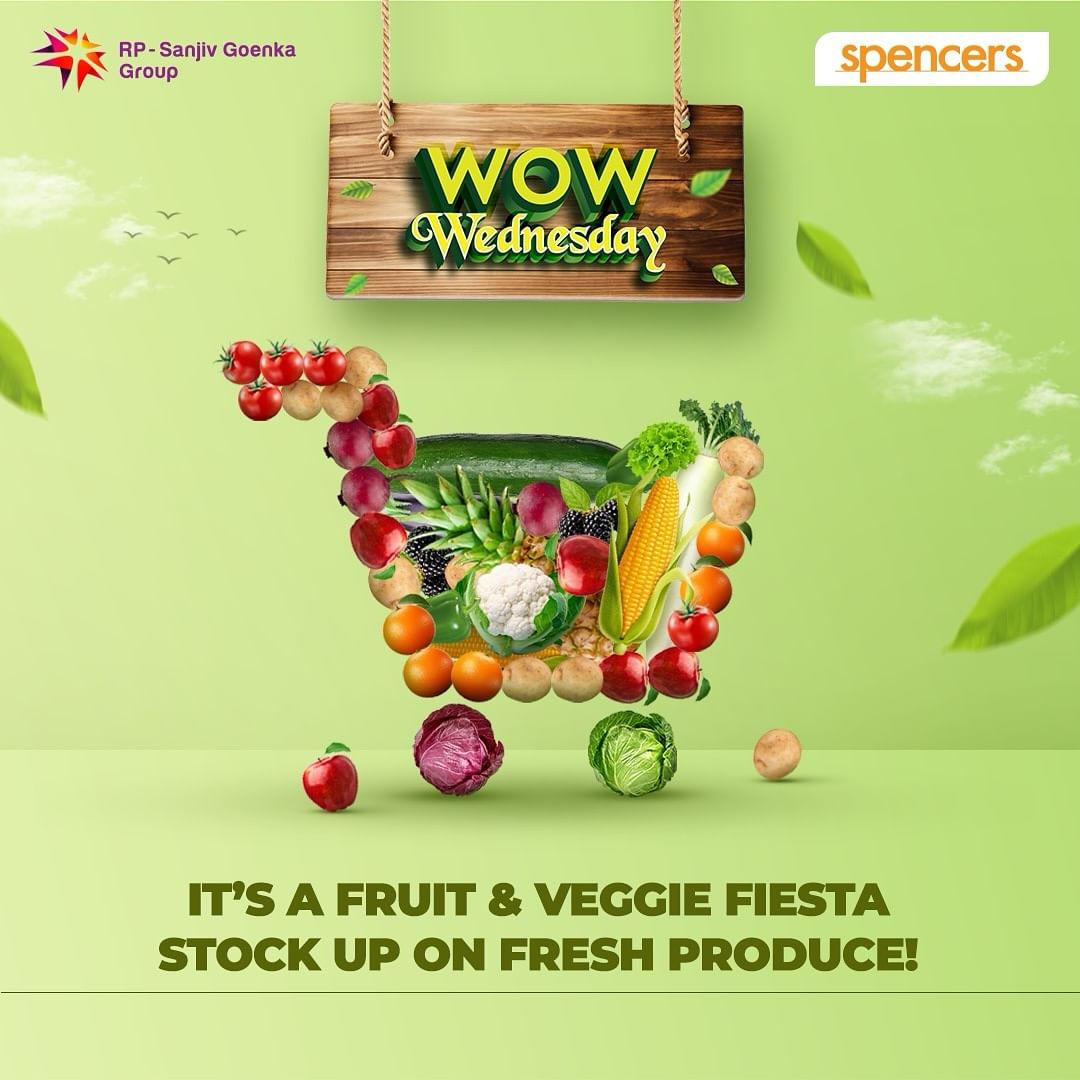 RP-Sanjiv Goenka
Group
spencers
WOW
Wednesday
IT'S A FRUIT & VEGGIE FIESTA
STOCK UP ON FRESH PRODUCE!